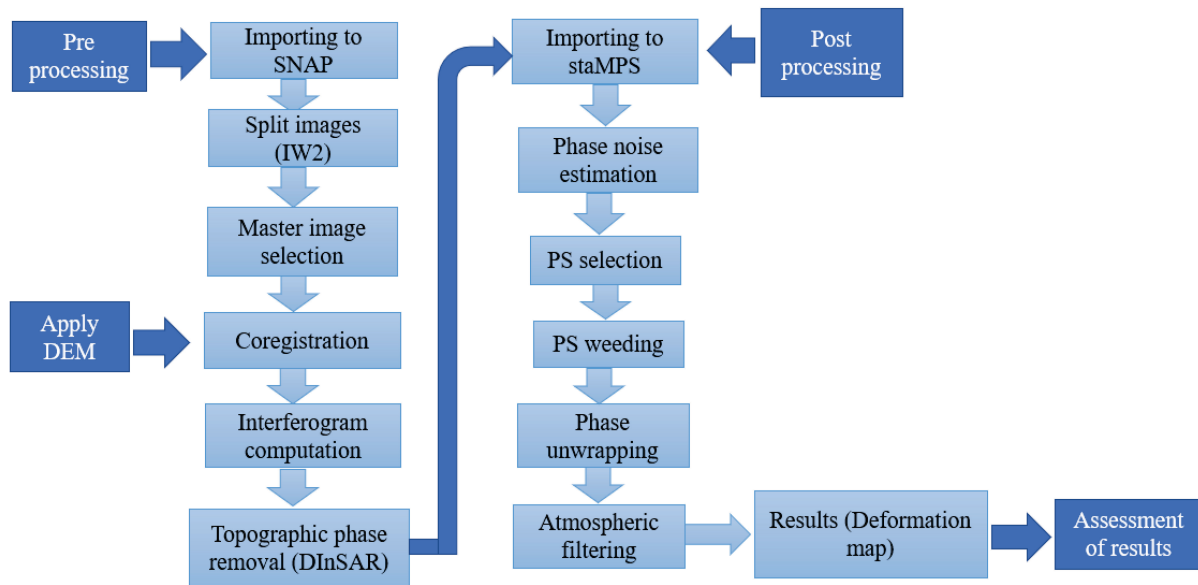 Pre
processing
Importing to
SNAP
Split images
(IW2)
Master image
selection
Apply
DEM
Coregistration
Interferogram
computation
Topographic phase
removal (DInSAR)
Importing to
staMPS
Post
processing
Phase noise
estimation
PS selection
PS weeding
Phase
unwrapping
Atmospheric
filtering
Results (Deformation
map)
Assessment
of results